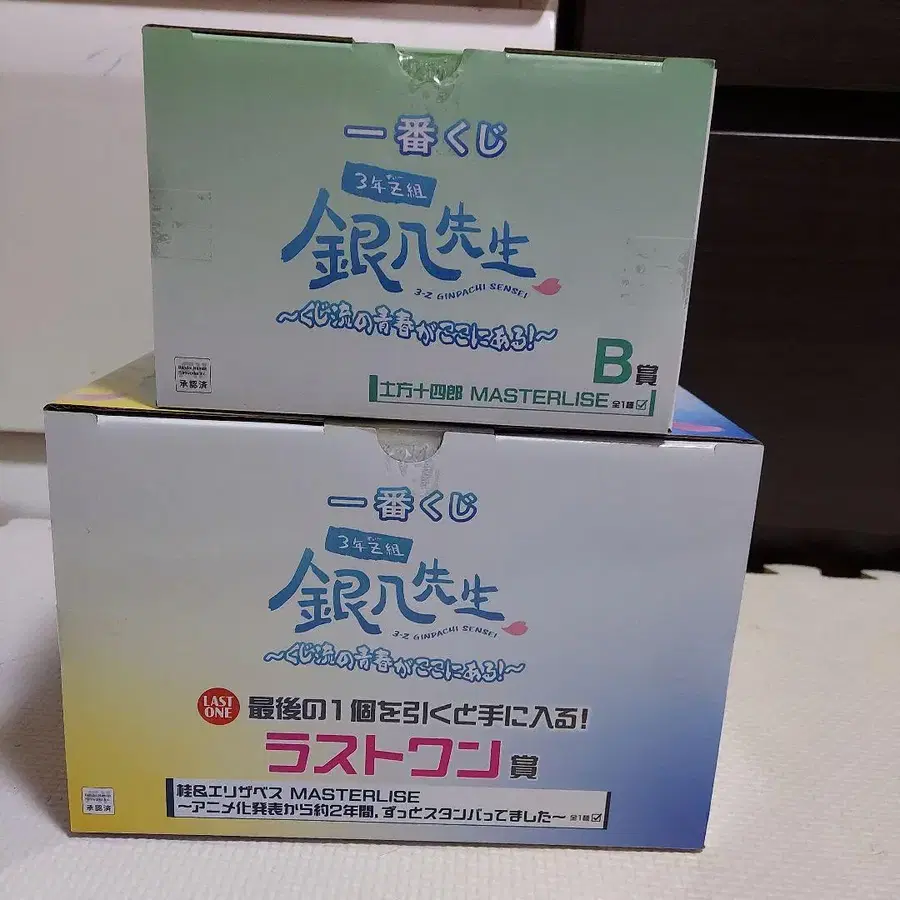 一番くじ
3年Z組
銀八先生
3-Z GINPACHI SENSEI
～くじ流の青春がここにある!～
B賞
土方十四郎 MASTERLISE 全1種
承認済
一番くじ
3年Z組
銀八先生
3-Z GINPACHI SENSEI
～くじ流の青春がここにある!～
LAST ONE 最後の1個を引くと手に入る!
ラストワン賞
桂&エリザベス MASTERLISE
～アニメ化発表から約2年間,ずっとスタンバってました～ 全1種
承認済